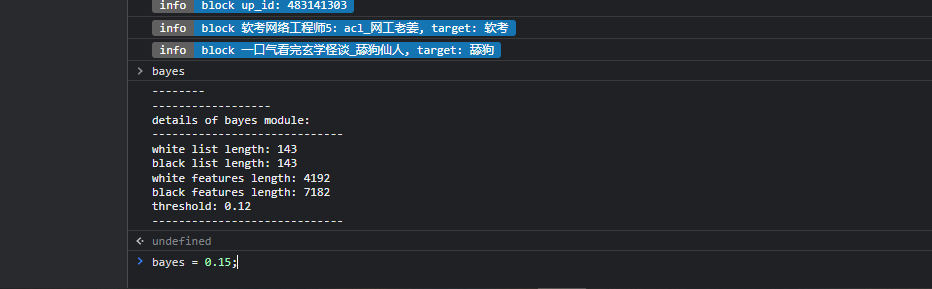 info block up_id: 483141303
info block 软考网络工程师5: acl_网工老姜, target: 软考
info block 一口气看完玄学怪谈_舔狗仙人, target: 舔狗
> bayes
--------
------------------
details of bayes module:
-----------------------------
white list length: 143
black list length: 143
white features length: 4192
black features length: 7182
threshold: 0.12
-----------------------------
undefined
> bayes = 0.15;